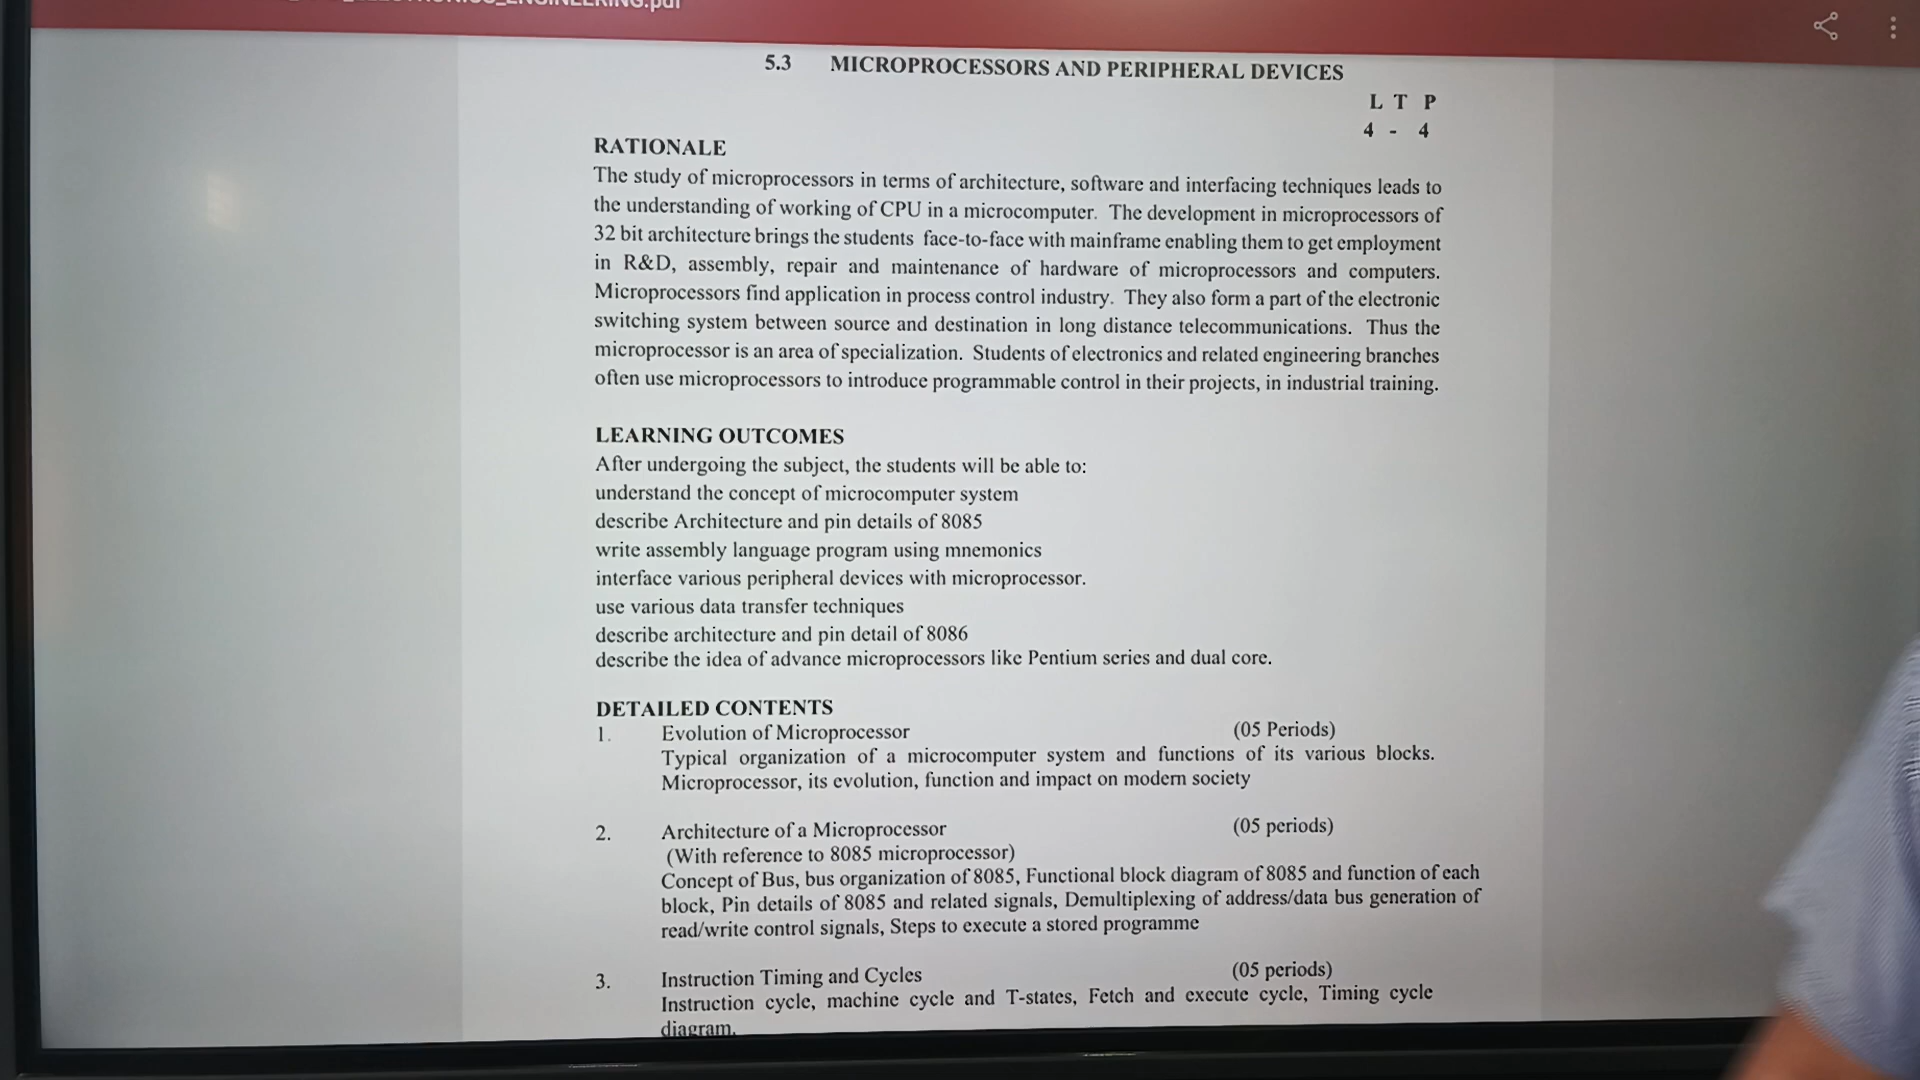 5.3 MICROPROCESSORS AND PERIPHERAL DEVICES
L T P
4 - 4
RATIONALE
The study of microprocessors in terms of architecture, software and interfacing techniques leads to
the understanding of working of CPU in a microcomputer. The development in microprocessors of
32 bit architecture brings the students face-to-face with mainframe enabling them to get employment
in R&D, assembly, repair and maintenance of hardware of microprocessors and computers.
Microprocessors find application in process control industry. They also form a part of the electronic
switching system between source and destination in long distance telecommunications. Thus the
microprocessor is an area of specialization. Students of electronics and related engineering branches
often use microprocessors to introduce programmable control in their projects, in industrial training.
LEARNING OUTCOMES
After undergoing the subject, the students will be able to:
understand the concept of microcomputer system
describe Architecture and pin details of 8085
write assembly language program using mnemonics
interface various peripheral devices with microprocessor.
use various data transfer techniques
describe architecture and pin detail of 8086
describe the idea of advance microprocessors like Pentium series and dual core.
DETAILED CONTENTS
1. Evolution of Microprocessor (05 Periods)
Typical organization of a microcomputer system and functions of its various blocks.
Microprocessor, its evolution, function and impact on modern society
2. Architecture of a Microprocessor (05 periods)
(With reference to 8085 microprocessor)
Concept of Bus, bus organization of 8085, Functional block diagram of 8085 and function of each
block, Pin details of 8085 and related signals, Demultiplexing of address/data bus generation of
read/write control signals, Steps to execute a stored programme
3. Instruction Timing and Cycles (05 periods)
Instruction cycle, machine cycle and T-states, Fetch and execute cycle, Timing cycle
diagram.